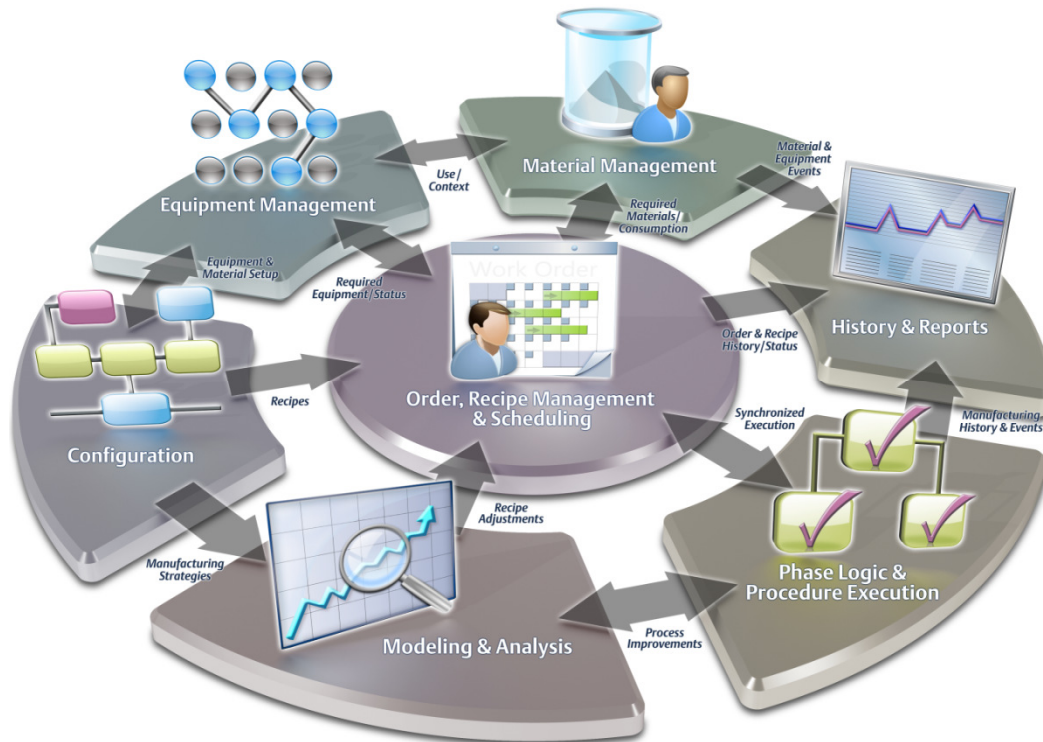 Material Management
Material &
Equipment
Events
Use/
Context
Equipment Management
Required
Materials/
Consumption
Equipment &
Material Setup
Required
Equipment/Status
Work Order
Order & Recipe
History/Status
History & Reports
Recipes
Order, Recipe Management
& Scheduling
Synchronized
Execution
Manufacturing
History & Events
Configuration
Recipe
Adjustments
Manufacturing
Strategies
Phase Logic &
Procedure Execution
Modeling & Analysis
Process
Improvements